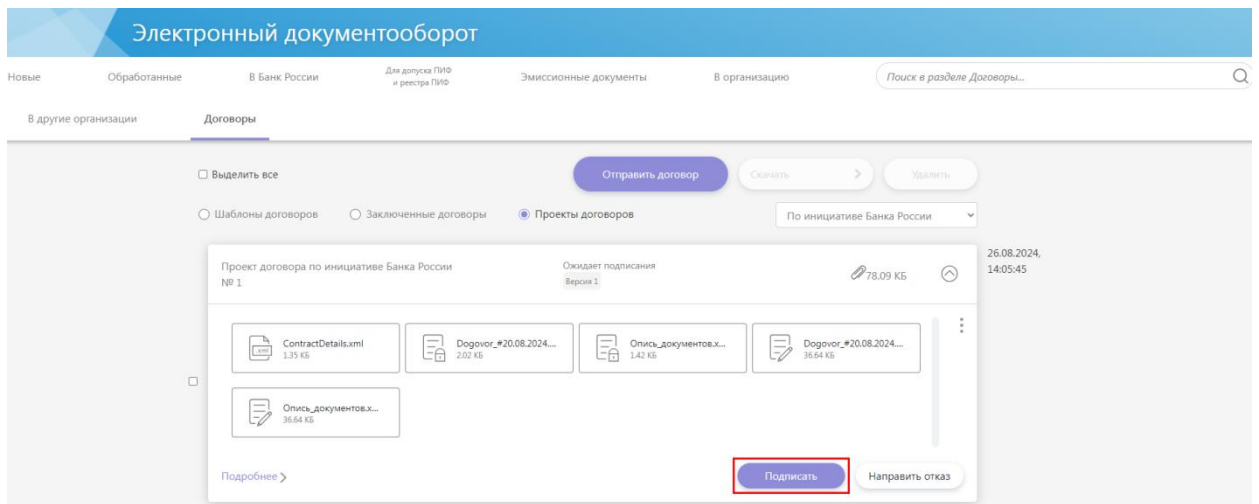 Электронный документооборот
Новые
Обработанные
В Банк России
Для допуска ПИФ
и реестра ПИФ
Эмиссионные документы
В организацию
Поиск в разделе Договоры...
В другие организации
Договоры
Выделить все
Отправить договор
Скачать
Удалить
Шаблоны договоров
Заключенные договоры
Проекты договоров
По инициативе Банка России
26.08.2024,
14:05:45
Проект договора по инициативе Банка России
№ 1
Ожидает подписания
Версия 1
78.09 КБ
.xml
ContractDetails.xml
1.35 КБ
Dogovor_#20.08.2024....
2.02 КБ
Опись_документов.x...
1.42 КБ
Dogovor_#20.08.2024....
36.64 КБ
Опись_документов.x...
36.64 КБ
Подробнее
Подписать
Направить отказ